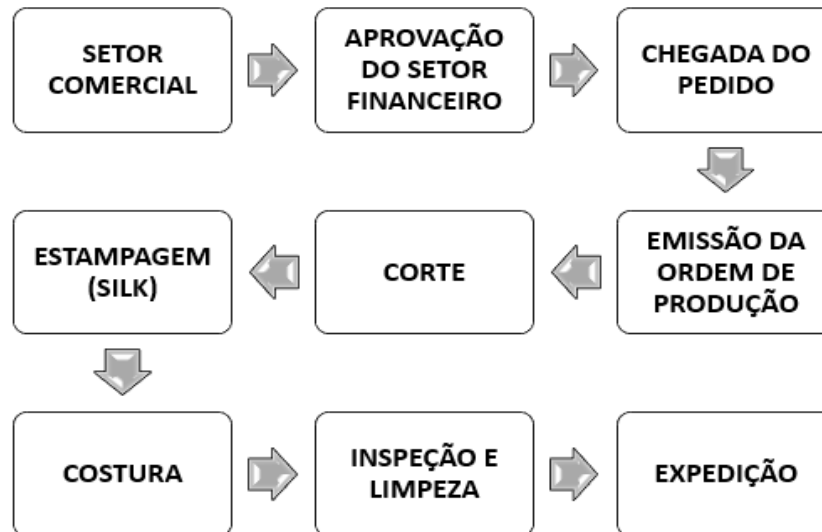 SETOR
COMERCIAL
APROVAÇÃO
DO SETOR
FINANCEIRO
CHEGADA DO
PEDIDO
EMISSÃO DA
ORDEM DE
PRODUÇÃO
CORTE
ESTAMPAGEM
(SILK)
COSTURA
INSPEÇÃO E
LIMPEZA
EXPEDIÇÃO